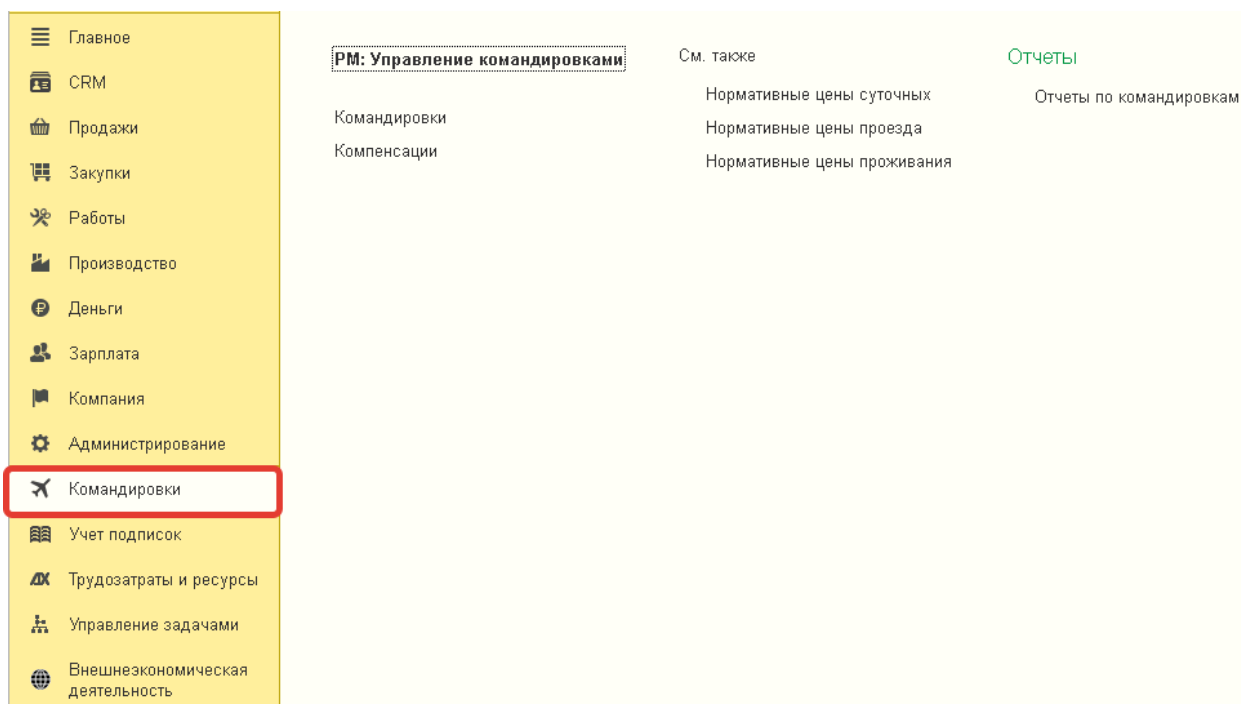 Главное
CRM
Продажи
Закупки
Работы
Производство
Деньги
Зарплата
Компания
Администрирование
Командировки
Учет подписок
Трудозатраты и ресурсы
Управление задачами
Внешнеэкономическая
деятельность
РМ: Управление командировками
Командировки
Компенсации
См. также
Нормативные цены суточных
Нормативные цены проезда
Нормативные цены проживания
Отчеты
Отчеты по командировкам